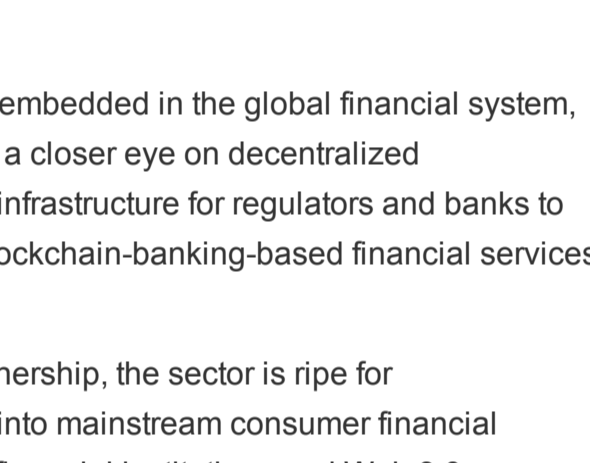 embedded in the global financial system,
a closer eye on decentralized
infrastructure for regulators and banks to
ockchain-banking-based financial services
nership, the sector is ripe for
into mainstream consumer financial